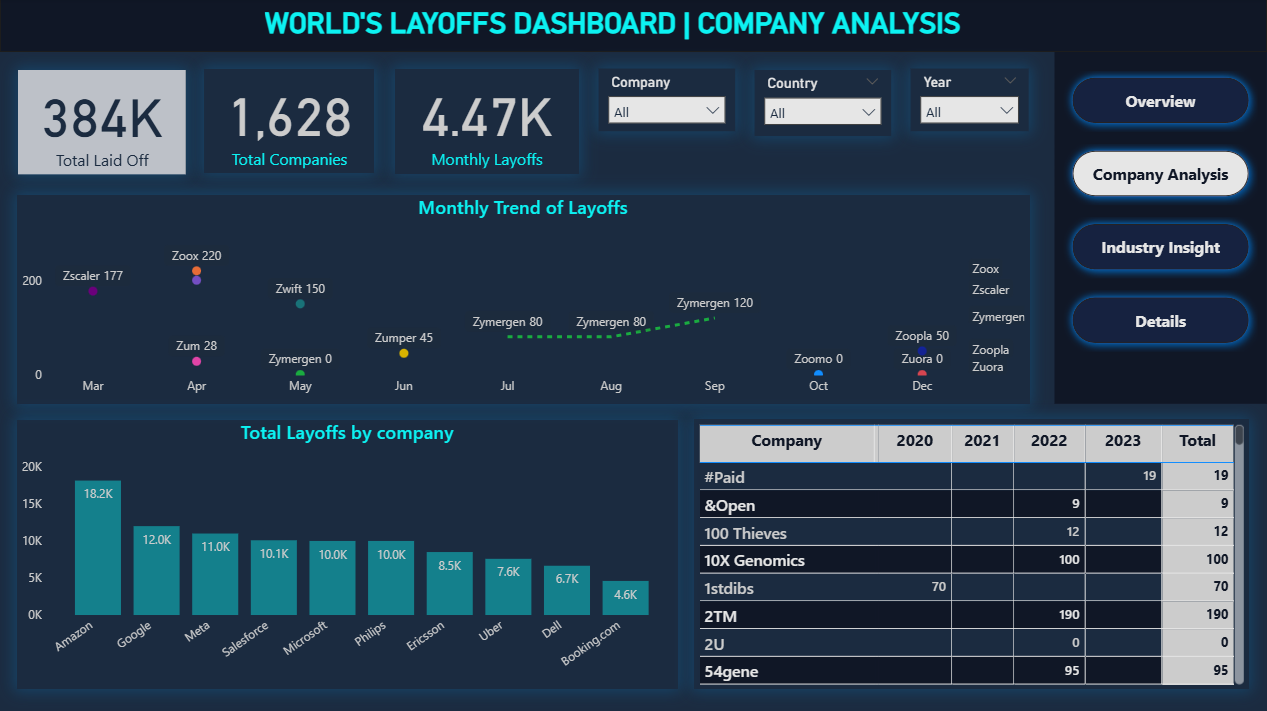 WORLD'S LAYOFFS DASHBOARD | COMPANY ANALYSIS
384K
Total Laid Off
1,628
Total Companies
4.47K
Monthly Layoffs
Company
All
Country
All
Year
All
Overview
Company Analysis
Industry Insight
Details
Monthly Trend of Layoffs
200
0
Zscaler 177
Zoox 220
Zum 28
Zwift 150
Zymergen 0
Zumper 45
Zymergen 80
Zymergen 80
Zymergen 120
Zoomo 0
Zoopla 50
Zuora 0
Mar Apr May Jun Jul Aug Sep Oct Dec
Zoox
Zscaler
Zymergen
Zoopla
Zuora
Total Layoffs by company
20K
15K
10K
5K
0K
18.2K 12.0K 11.0K 10.1K 10.0K 10.0K 8.5K 7.6K 6.7K 4.6K
Amazon Google Meta Salesforce Microsoft Philips Ericsson Uber Dell Booking.com
Company 2020 2021 2022 2023 Total
#Paid 19 19
&Open 9 9
100 Thieves 12 12
10X Genomics 100 100
1stdibs 70 70
2TM 190 190
2U 0 0
54gene 95 95